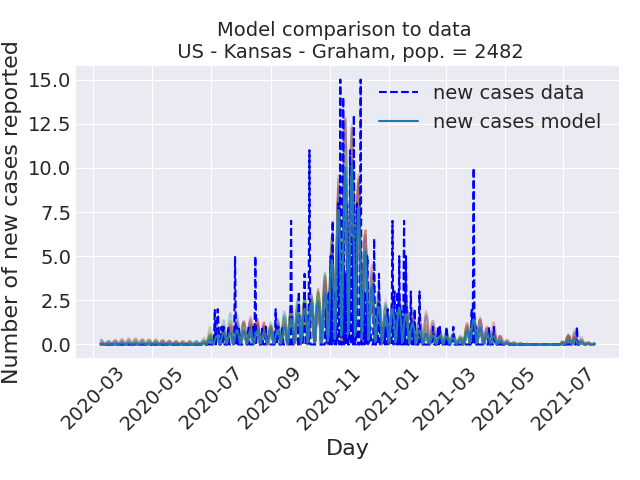 Model comparison to data
US - Kansas - Graham, pop. = 2482
Number of new cases reported
15.0
12.5
10.0
7.5
5.0
2.5
0.0
new cases data
new cases model
2020-03
2020-05
2020-07
2020-09
2020-11
2021-01
2021-03
2021-05
2021-07
Day